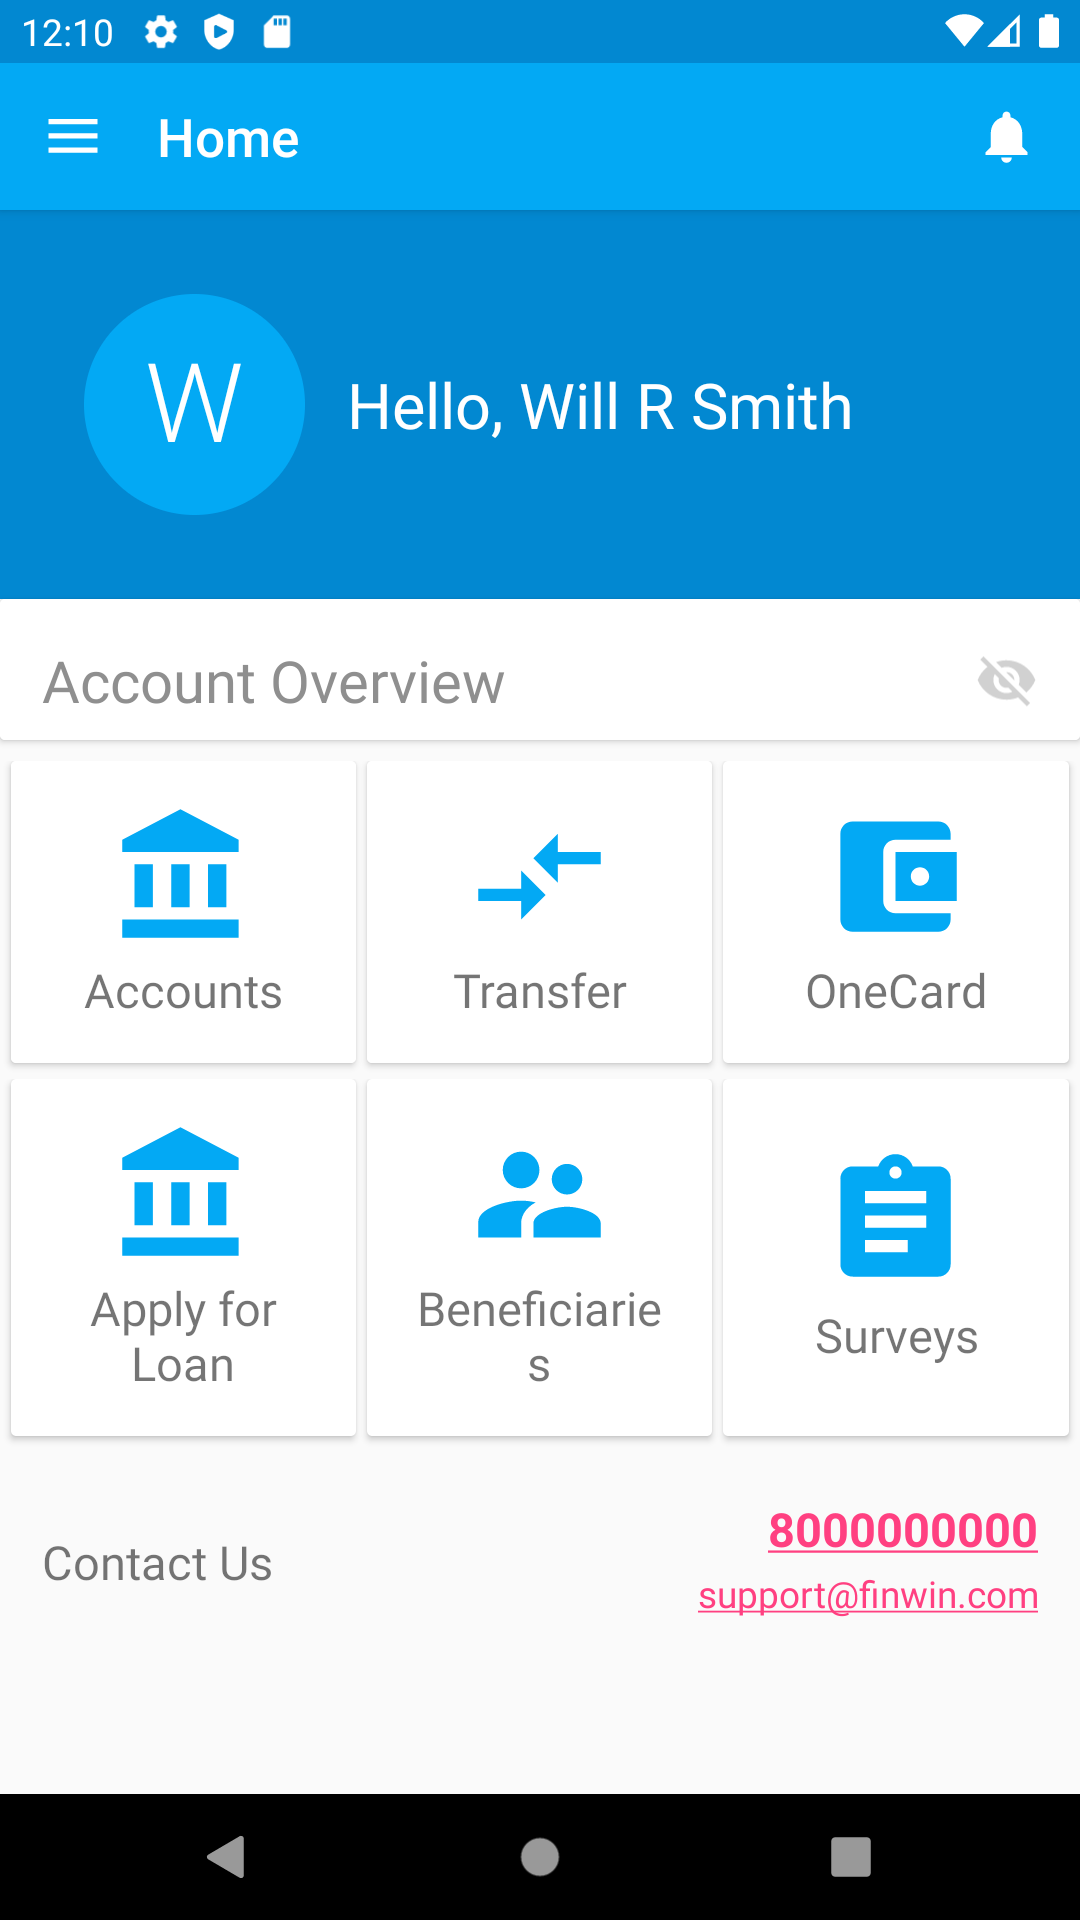 12:10
Home
W
Hello, Will R Smith
Account Overview
Accounts
Transfer
OneCard
Apply for
Loan
Beneficiarie
s
Surveys
Contact Us
8000000000
support@finwin.com